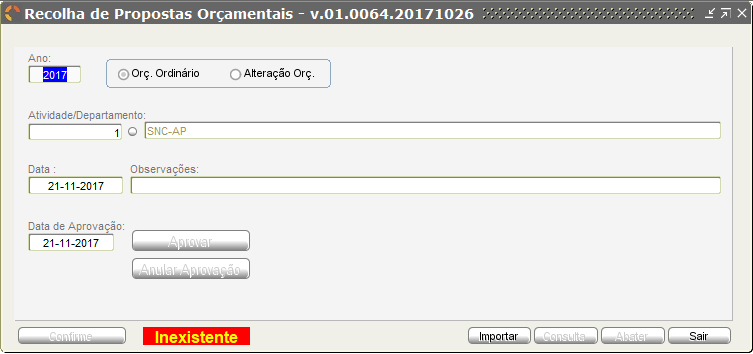 Recolha de Propostas Orçamentais - v.01.0064.20171026
Ano:
2017
Orç. Ordinário
Alteração Orç.
Atividade/Departamento:
1
SNC-AP
Data :
Observações:
21-11-2017
Data de Aprovação:
21-11-2017
Aprovar
Anular Aprovação
Confirme
Inexistente
Importar
Consulta
Abater
Sair